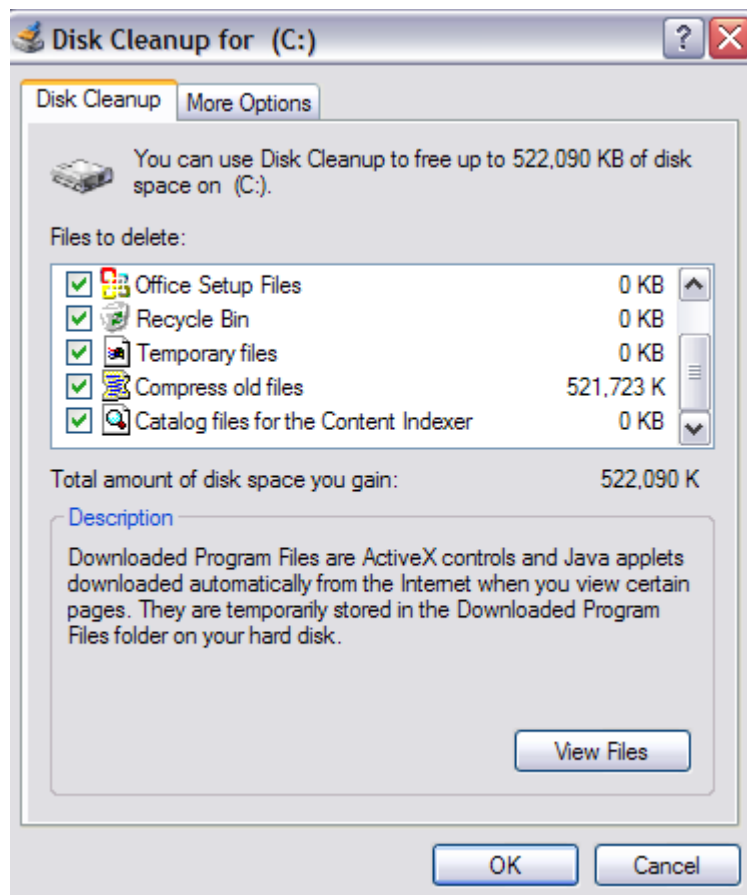 Disk Cleanup for (C:)
Disk Cleanup
More Options
You can use Disk Cleanup to free up to 522,090 KB of disk
space on (C:).
Files to delete:
Office Setup Files 0 KB
Recycle Bin 0 KB
Temporary files 0 KB
Compress old files 521,723 K
Catalog files for the Content Indexer 0 KB
Total amount of disk space you gain: 522,090 K
Description
Downloaded Program Files are ActiveX controls and Java applets
downloaded automatically from the Internet when you view certain
pages. They are temporarily stored in the Downloaded Program
Files folder on your hard disk.
View Files
OK Cancel